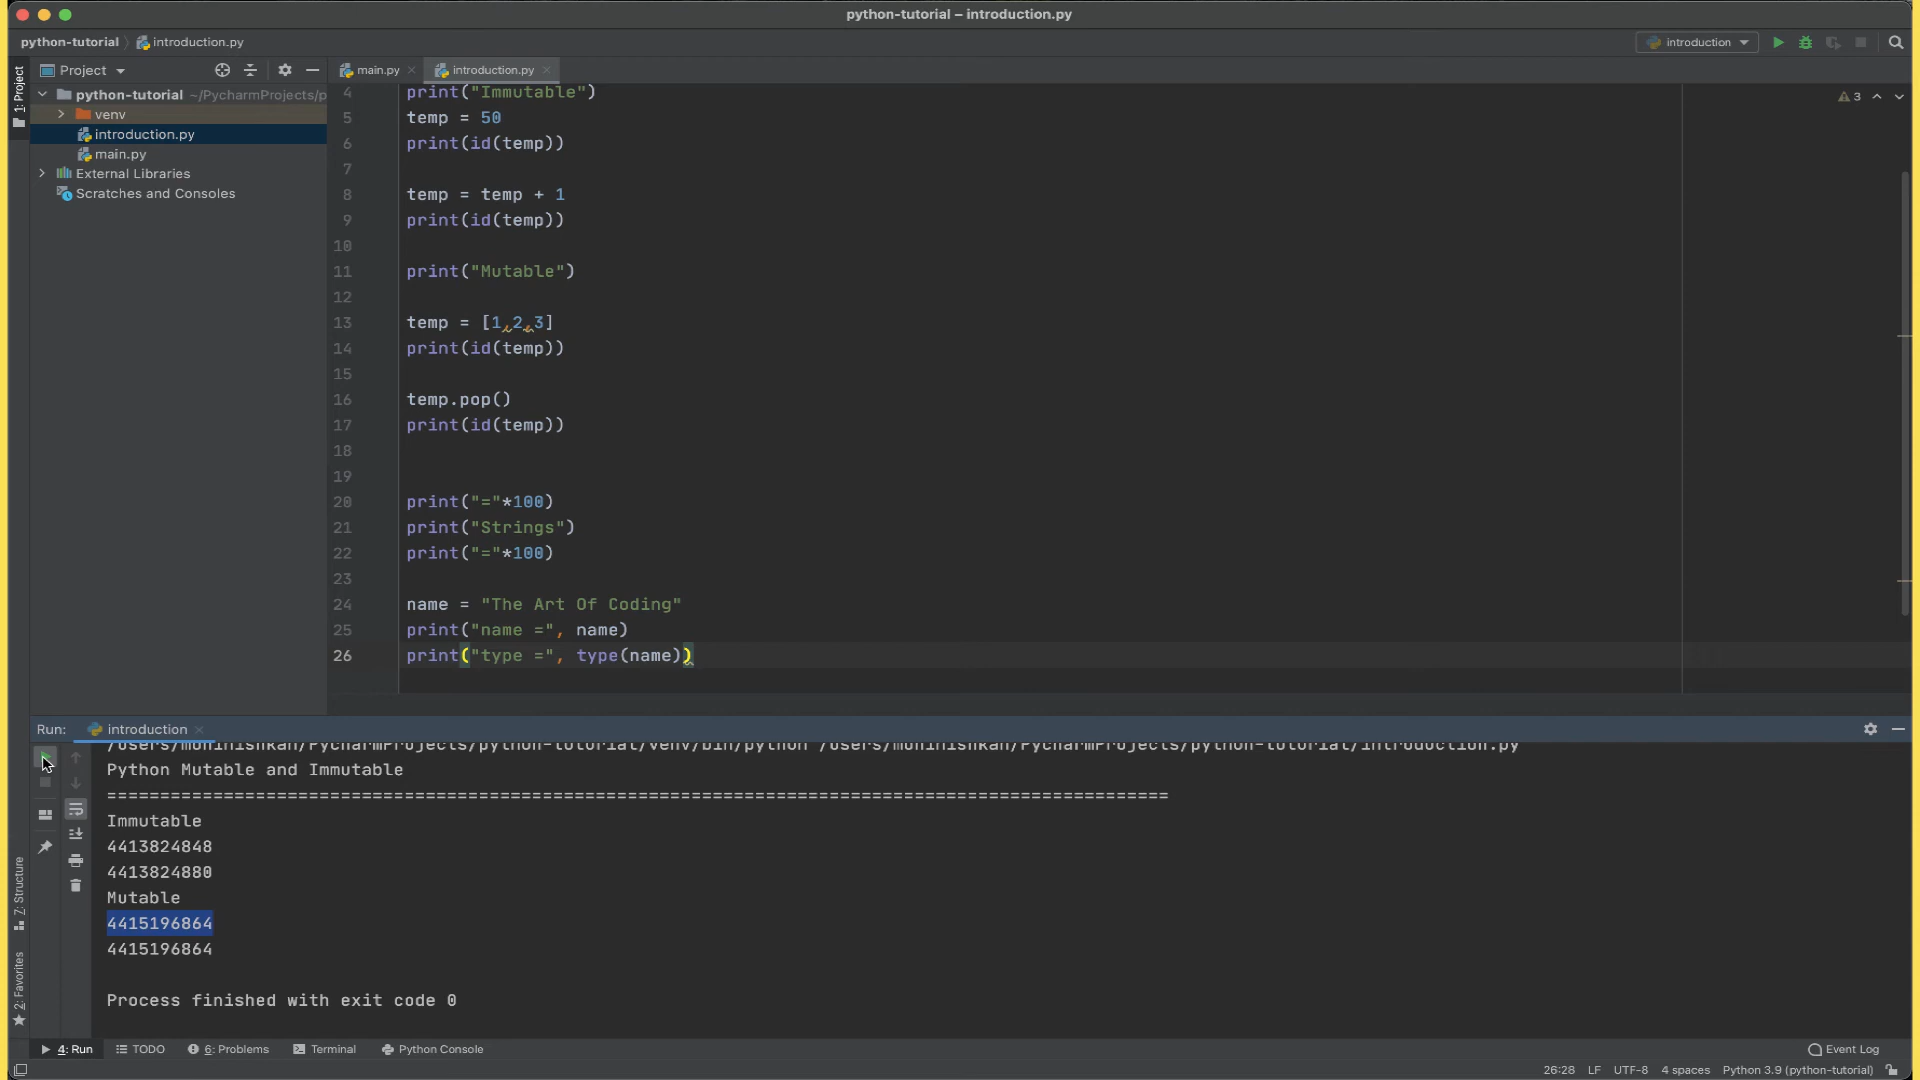 python-tutorial – introduction.py
python-tutorial introduction.py
introduction
Project
main.py
introduction.py
1: Project
python-tutorial ~/PycharmProjects/p
venv
introduction.py
main.py
External Libraries
Scratches and Consoles
3
4 print("Immutable")
5 temp = 50
6 print(id(temp))
7
8 temp = temp + 1
9 print(id(temp))
10
11 print("Mutable")
12
13 temp = [1,2,3]
14 print(id(temp))
15
16 temp.pop()
17 print(id(temp))
18
19
20 print("="*100)
21 print("Strings")
22 print("="*100)
23
24 name = "The Art Of Coding"
25 print("name =", name)
26 print("type =", type(name))
Run: introduction
/Users/mohinishkan/PycharmProjects/python-tutorial/venv/bin/python /Users/mohinishkan/PycharmProjects/python-tutorial/introduction.py
Python Mutable and Immutable
====================================================================================================
Immutable
4413824848
4413824880
Mutable
4415196864
4415196864
Process finished with exit code 0
7: Structure
2: Favorites
4: Run
TODO
6: Problems
Terminal
Python Console
Event Log
26:28 LF UTF-8 4 spaces Python 3.9 (python-tutorial)